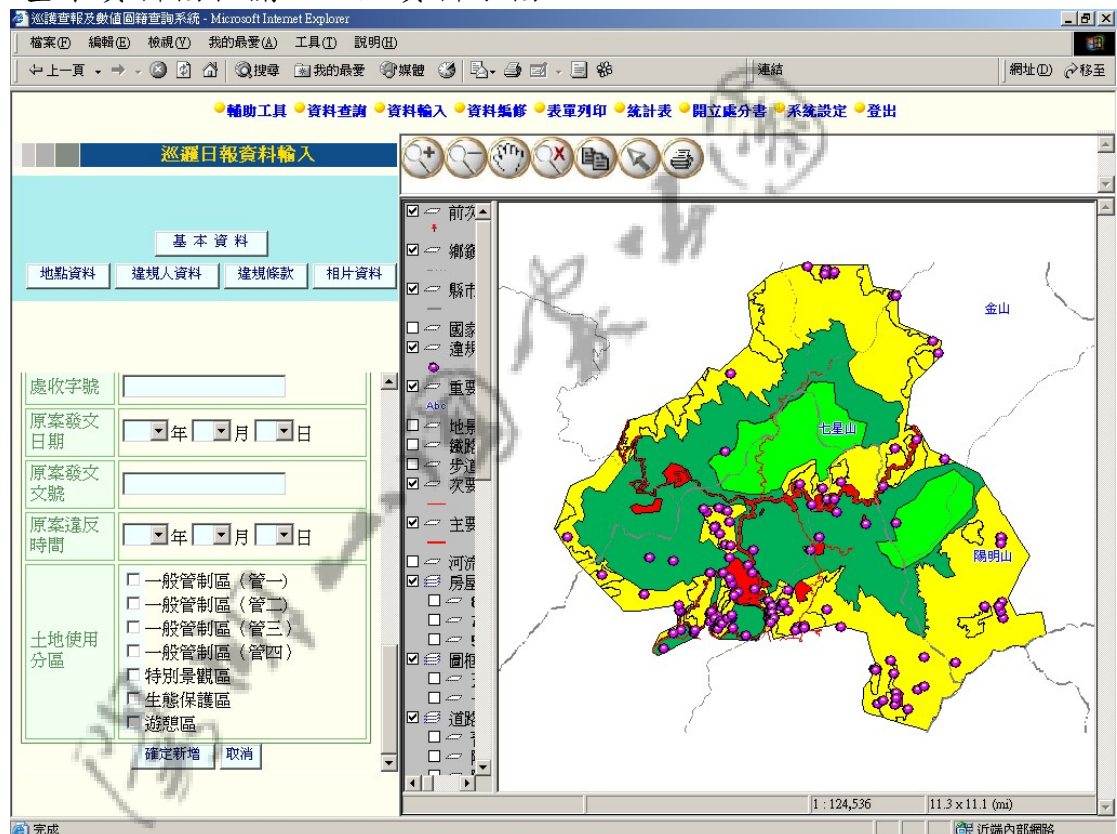 巡護查報及數值圖籍查詢系統 - Microsoft Internet Explorer
檔案(F) 編輯(E) 檢視(V) 我的最愛(A) 工具(T) 說明(H)
上一頁 搜尋 我的最愛 媒體 連結 網址(D) 移至
輔助工具 資料查詢 資料輸入 資料編修 表單列印 統計表 開立處分書 系統設定 登出
巡邏日報資料輸入
基 本 資 料
地點資料 違規人資料 違規條款 相片資料
處收字號
原案發文日期 年 月 日
原案發文文號
原案違反時間 年 月 日
土地使用分區
一般管制區（管一）
一般管制區（管二）
一般管制區（管三）
一般管制區（管四）
特別景觀區
生態保護區
遊憩區
確定新增 取消
前次
鄉鎮
縣市
國家
違規
重要
Abc
地景
鐵路
步道
次要
主要
河流
房屋
圖框
道路
金山
七星山
陽明山
1 : 124,536 11.3 x 11.1 (mi)
完成 近端內部網路